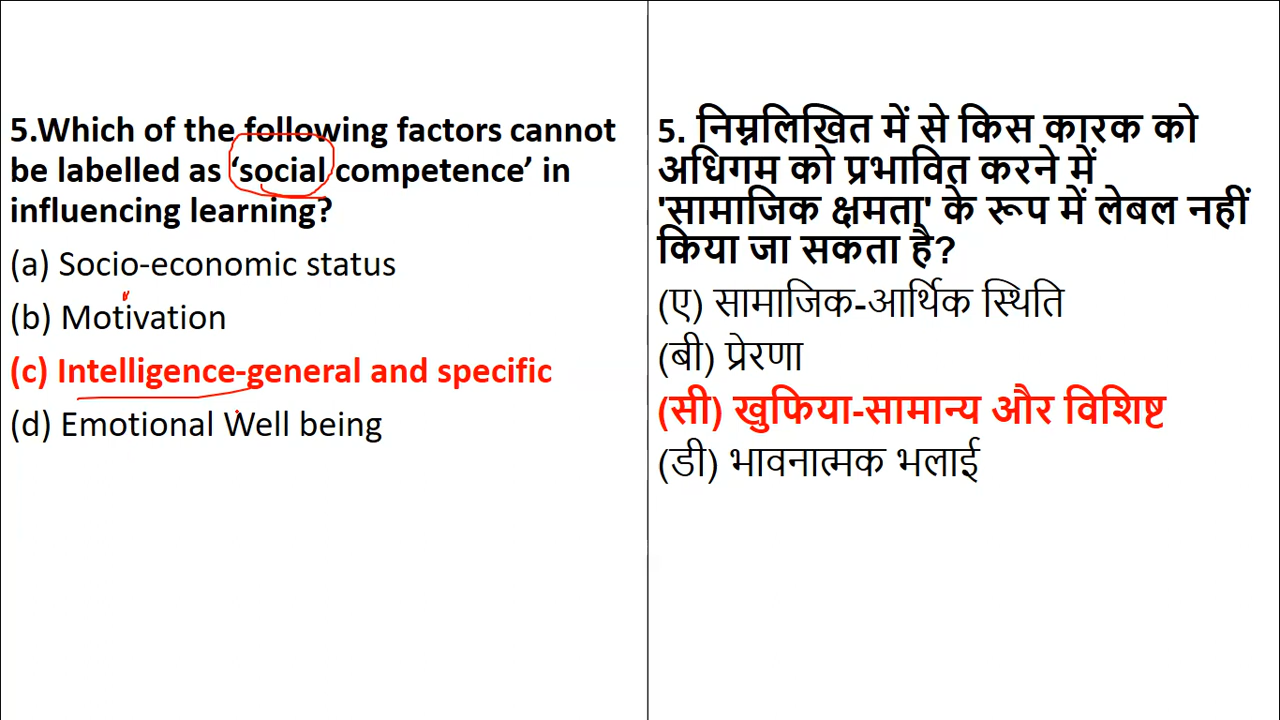 5.Which of the following factors cannot
be labelled as ‘social competence’ in
influencing learning?
(a) Socio-economic status
(b) Motivation
(c) Intelligence-general and specific
(d) Emotional Well being
5. निम्नलिखित में से किस कारक को
अधिगम को प्रभावित करने में
'सामाजिक क्षमता' के रूप में लेबल नहीं
किया जा सकता है?
(ए) सामाजिक-आर्थिक स्थिति
(बी) प्रेरणा
(सी) खुफिया-सामान्य और विशिष्ट
(डी) भावनात्मक भलाई